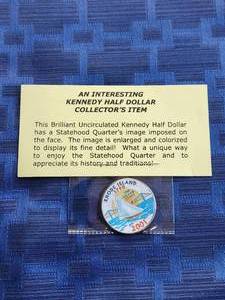 AN INTERESTING
KENNEDY HALF DOLLAR
COLLECTOR'S ITEM
This Brilliant Uncirculated Kennedy Half Dollar
has a Statehood Quarter's image imposed on
the face. The image is enlarged and colorized
to display its fine detail! What a unique way
to enjoy the Statehood Quarter and to
appreciate its history and traditions!
RHODE ISLAND
1790
2001